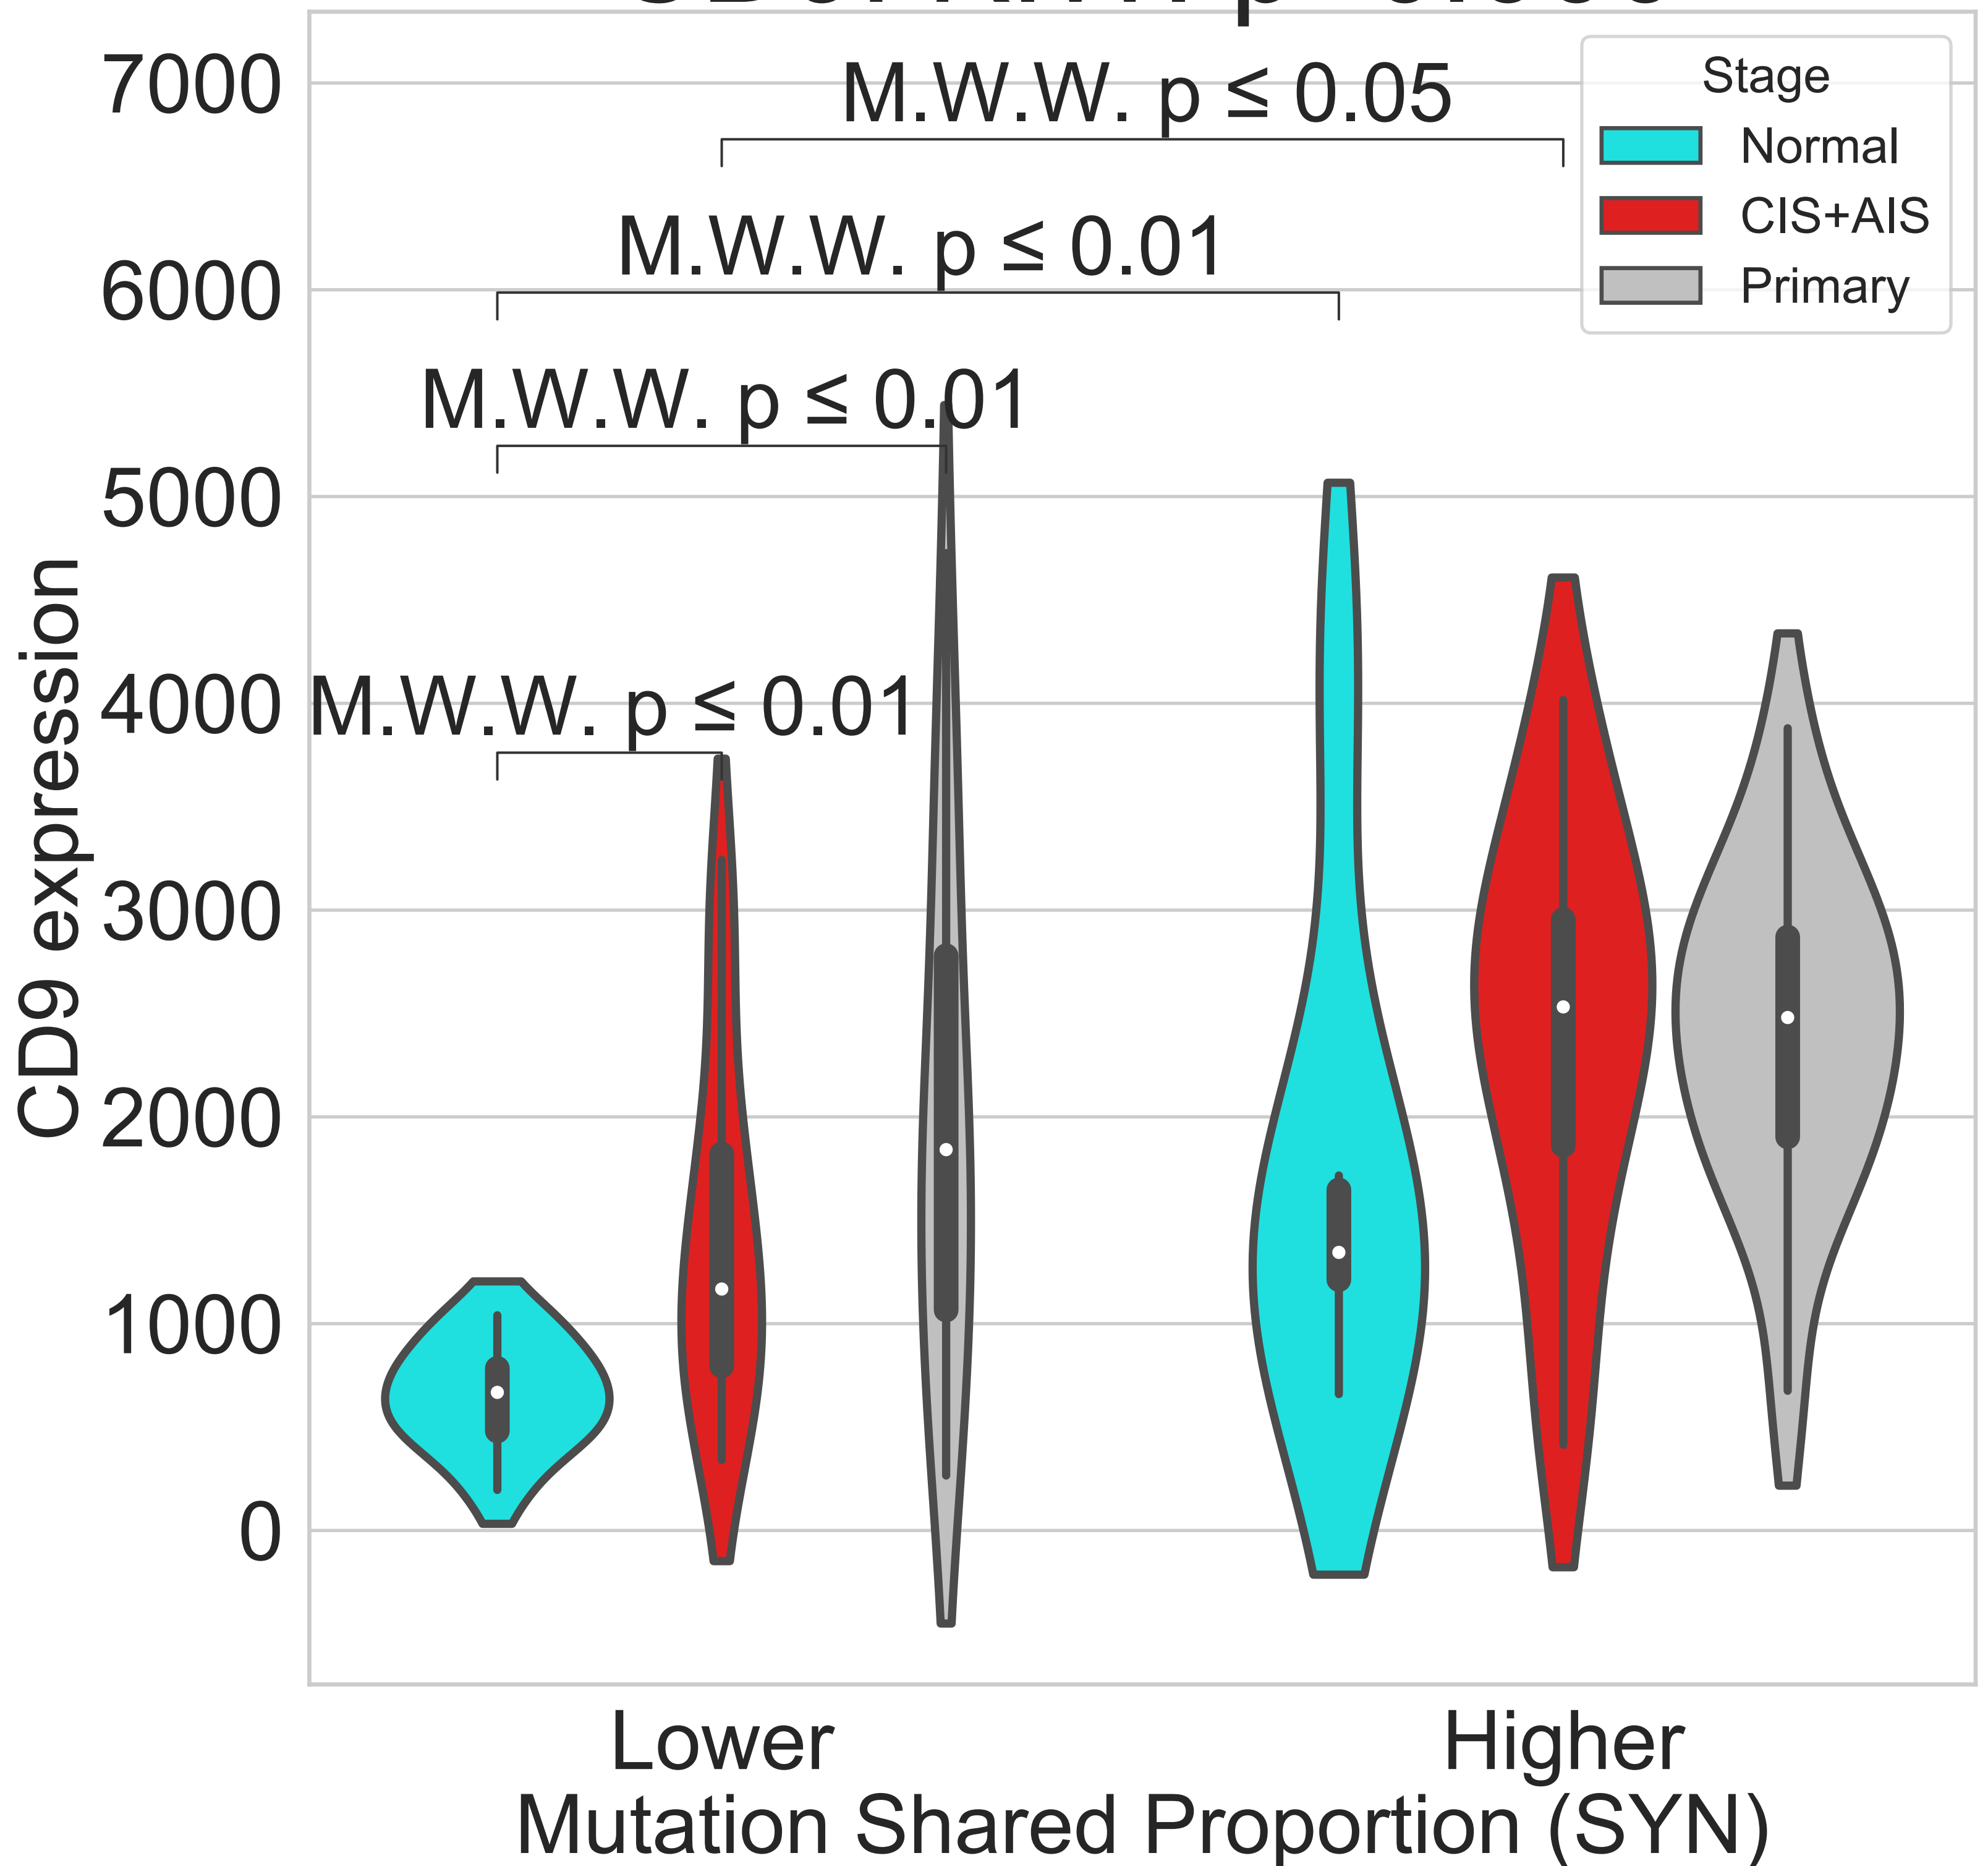 7000
6000
5000
4000
3000
2000
1000
0
CD9 expression
M.W.W. p ≤ 0.05
M.W.W. p ≤ 0.01
M.W.W. p ≤ 0.01
M.W.W. p ≤ 0.01
Stage
Normal
CIS+AIS
Primary
Lower
Higher
Mutation Shared Proportion (SYN)